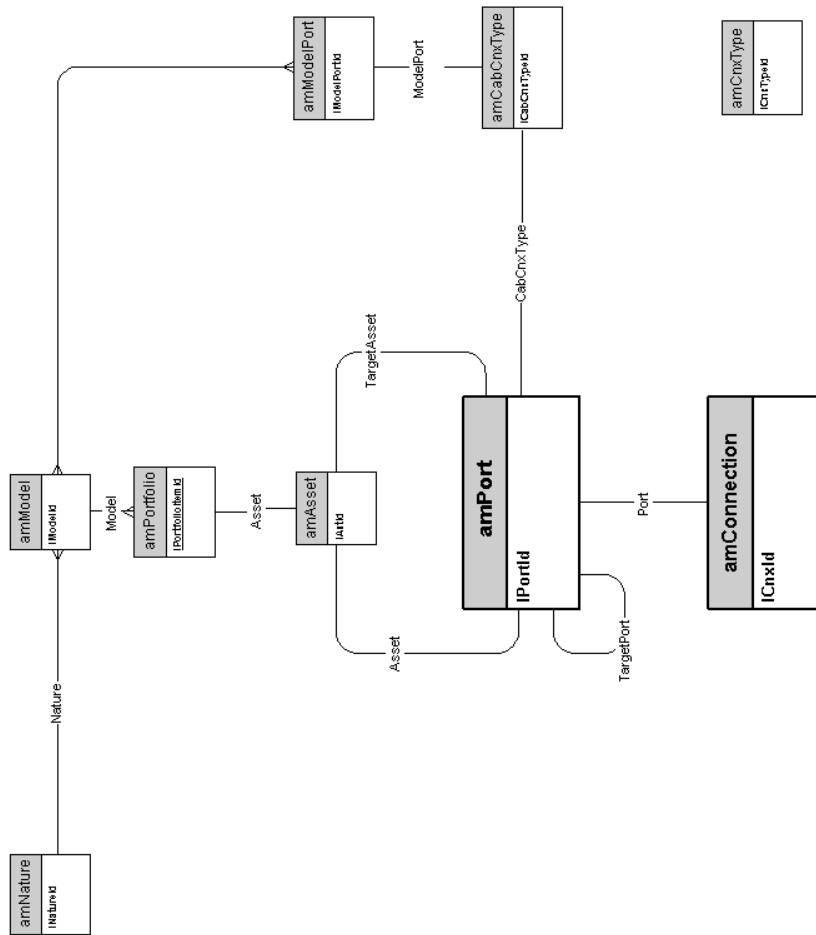 amNature
lNatureId
Nature
amModel
lModelId
Model
amPortfolio
lPortfolioItemId
Asset
amAsset
lAstId
Asset
TargetAsset
amModelPort
lModelPortId
ModelPort
amCabCnxType
lCabCnxTypeId
CabCnxType
amPort
lPortId
TargetPort
Port
amConnection
lCnxId
amCnxType
lCnxTypeId